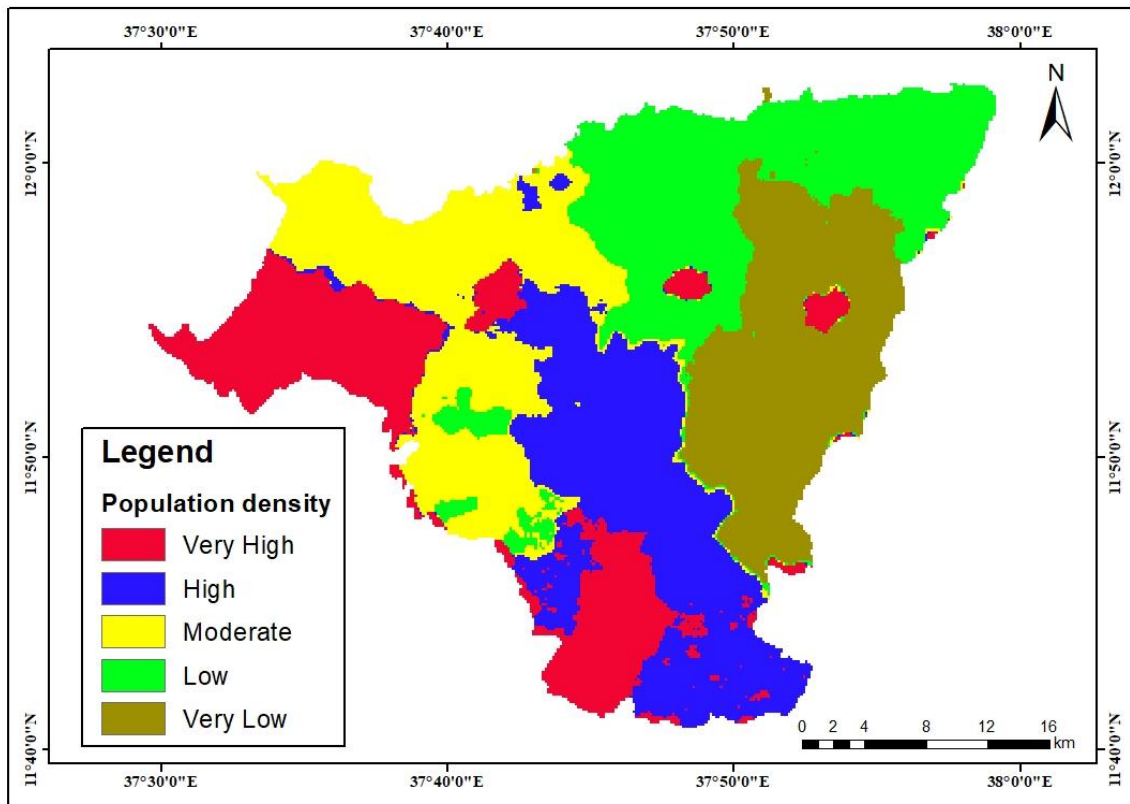 37°30'0"E 37°40'0"E 37°50'0"E 38°0'0"E
N
12°0'0"N 12°0'0"N
11°50'0"N 11°50'0"N
11°40'0"N 11°40'0"N
Legend
Population density
Very High
High
Moderate
Low
Very Low
0 2 4 8 12 16
km
37°30'0"E 37°40'0"E 37°50'0"E 38°0'0"E